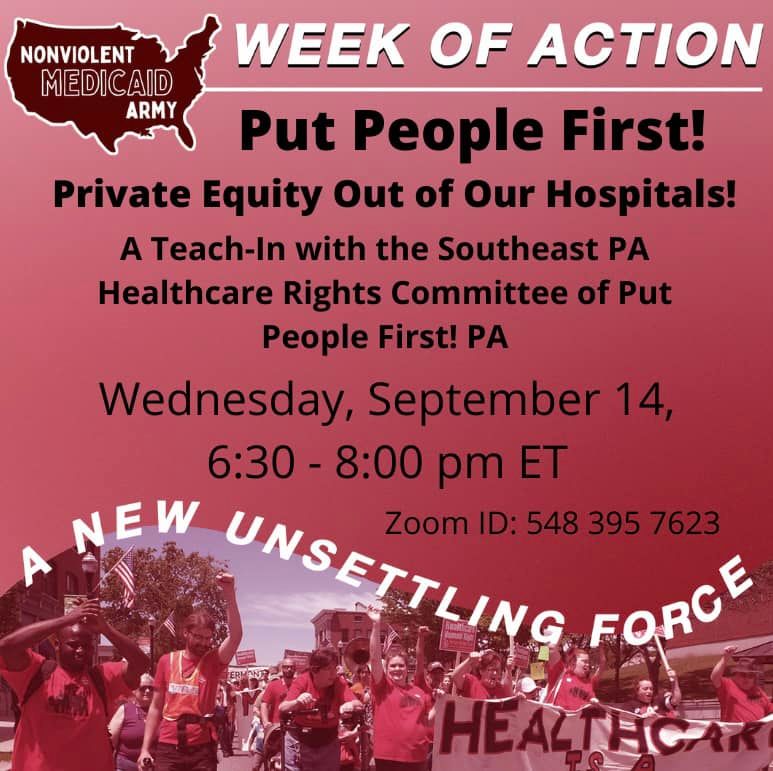 NONVIOLENT
MEDICAID
ARMY
WEEK OF ACTION
Put People First!
Private Equity Out of Our Hospitals!
A Teach-In with the Southeast PA
Healthcare Rights Committee of Put
People First! PA
Wednesday, September 14,
6:30 - 8:00 pm ET
Zoom ID: 548 395 7623
A NEW UNSETTLING FORCE
HEALTHCAR
IS A